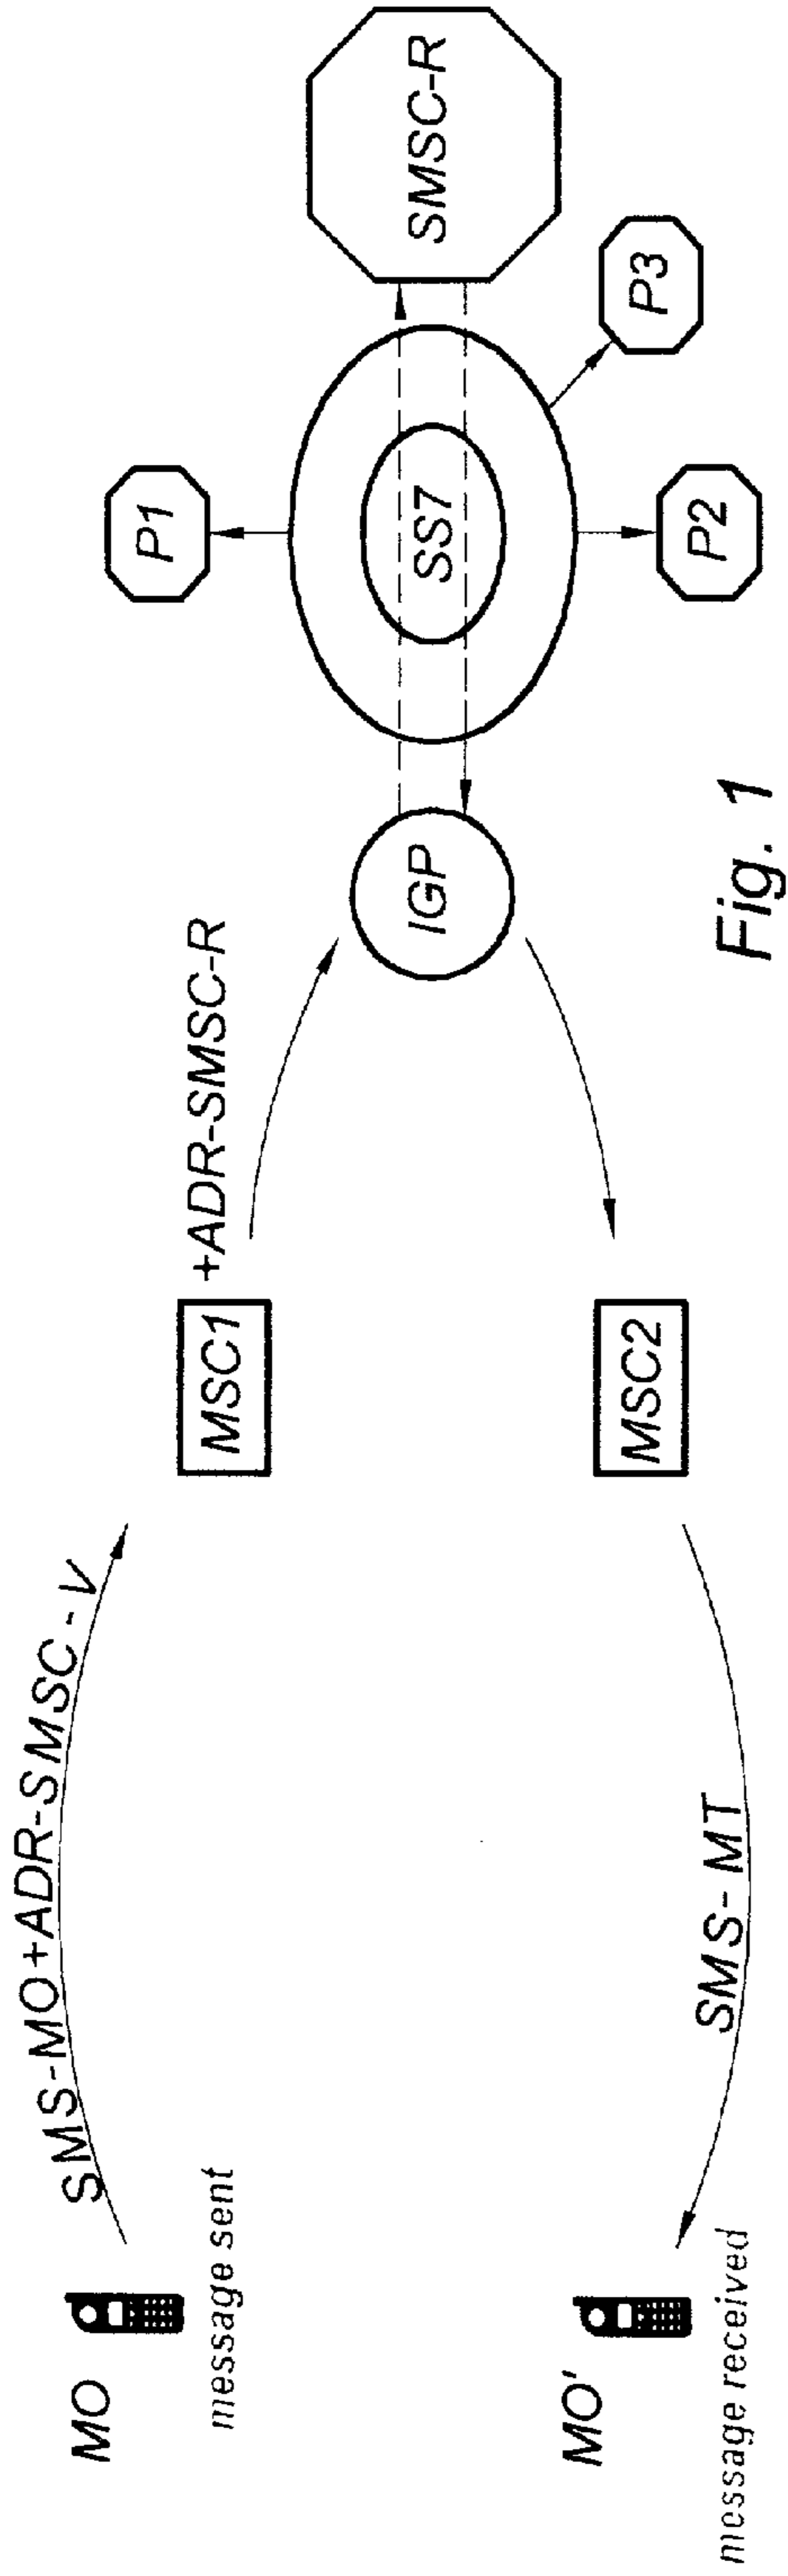 MO
message sent
SMS-MO+ADR-SMSC-V
MSC1
+ADR-SMSC-R
IGP
SS7
P1
SMSC-R
P3
P2
MSC2
SMS-MT
MO'
message received
Fig. 1